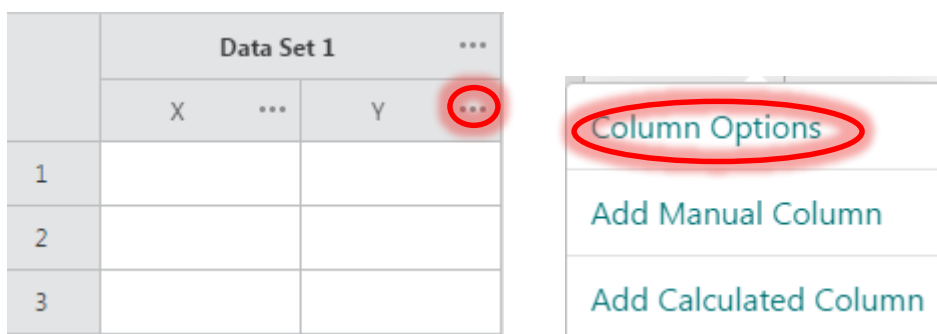 Data Set 1 ...
X ... Y ...
1
2
3
Column Options
Add Manual Column
Add Calculated Column